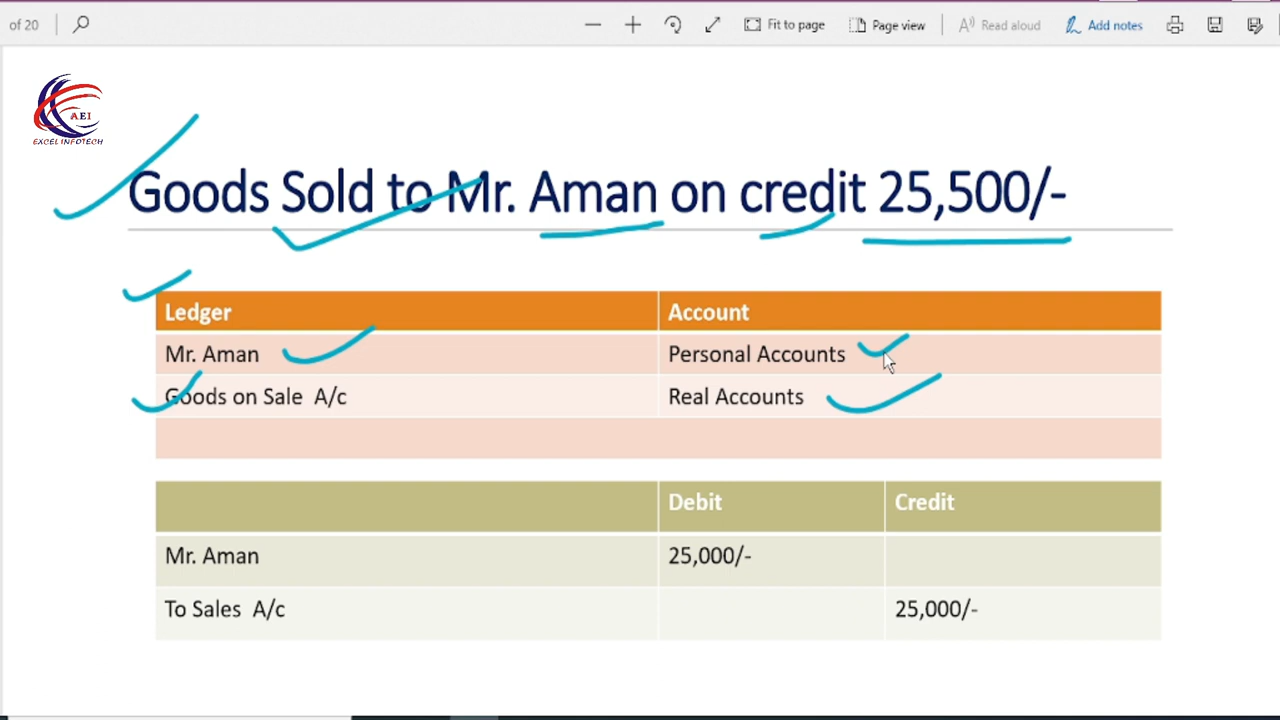 of 20 Fit to page Page view Read aloud Add notes
AEI
EXCEL INFOTECH
Goods Sold to Mr. Aman on credit 25,500/-
Ledger Account
Mr. Aman Personal Accounts
Goods on Sale A/c Real Accounts
Debit Credit
Mr. Aman 25,000/-
To Sales A/c 25,000/-